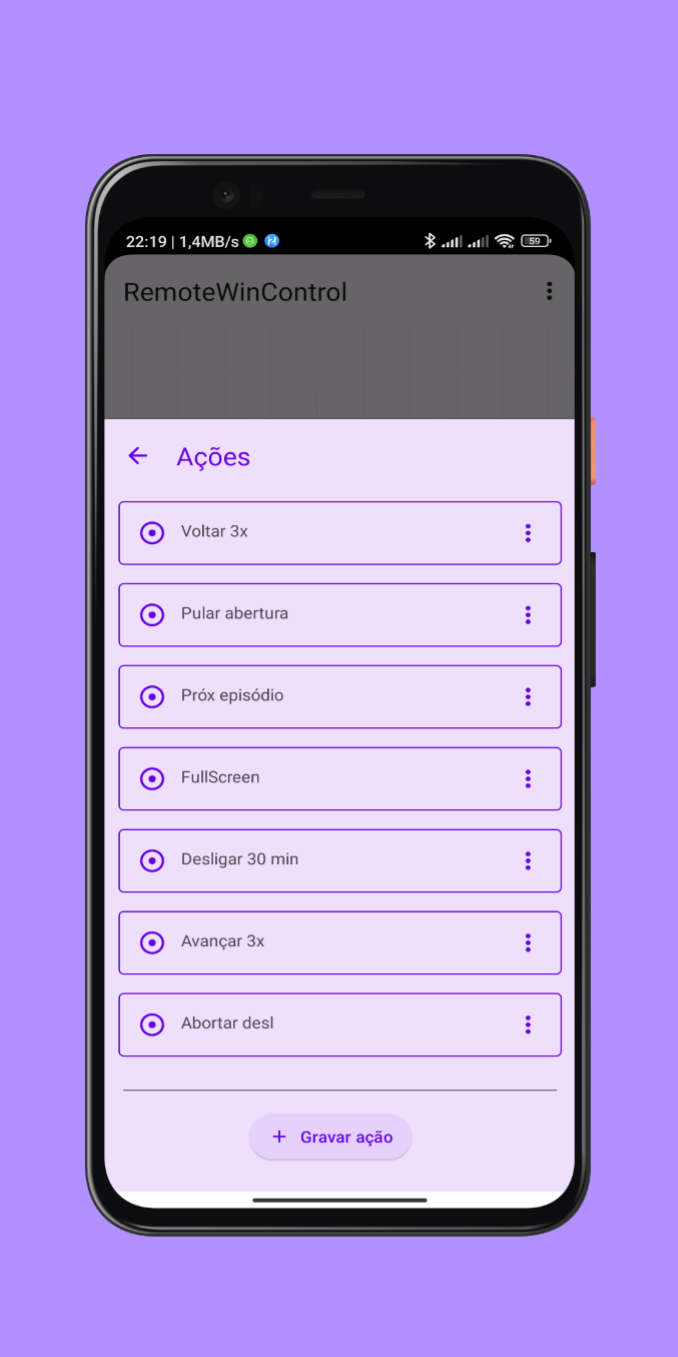 22:19 | 1,4MB/s
59
RemoteWinControl
Ações
Voltar 3x
Pular abertura
Próx episódio
FullScreen
Desligar 30 min
Avançar 3x
Abortar desl
+ Gravar ação